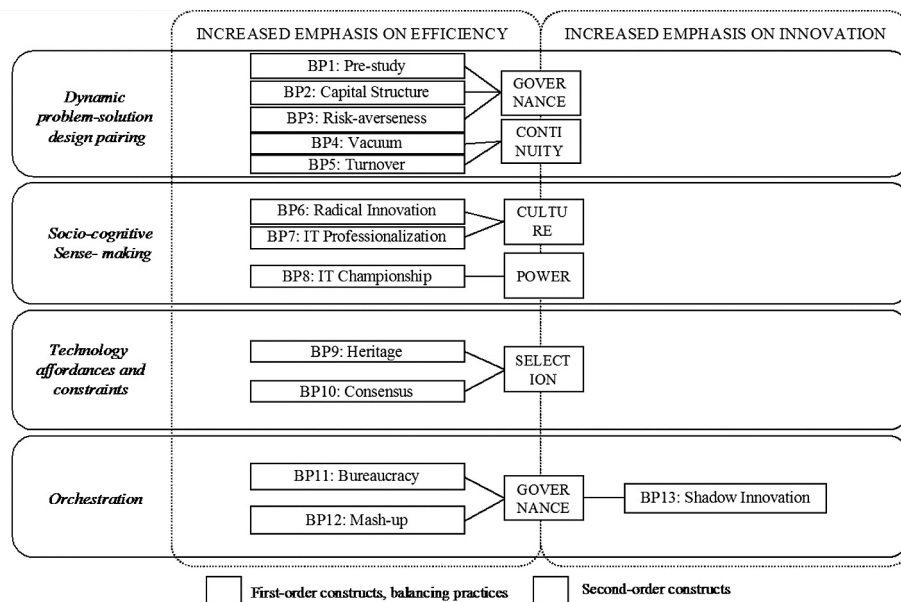 INCREASED EMPHASIS ON EFFICIENCY
INCREASED EMPHASIS ON INNOVATION
Dynamic
problem-solution
design pairing
BP1: Pre-study
BP2: Capital Structure
BP3: Risk-averseness
BP4: Vacuum
BP5: Turnover
GOVER
NANCE
CONTI
NUITY
Socio-cognitive
Sense- making
BP6: Radical Innovation
BP7: IT Professionalization
BP8: IT Championship
CULTU
RE
POWER
Technology
affordances and
constraints
BP9: Heritage
BP10: Consensus
SELECT
ION
Orchestration
BP11: Bureaucracy
BP12: Mash-up
GOVER
NANCE
BP13: Shadow Innovation
First-order constructs, balancing practices
Second-order constructs